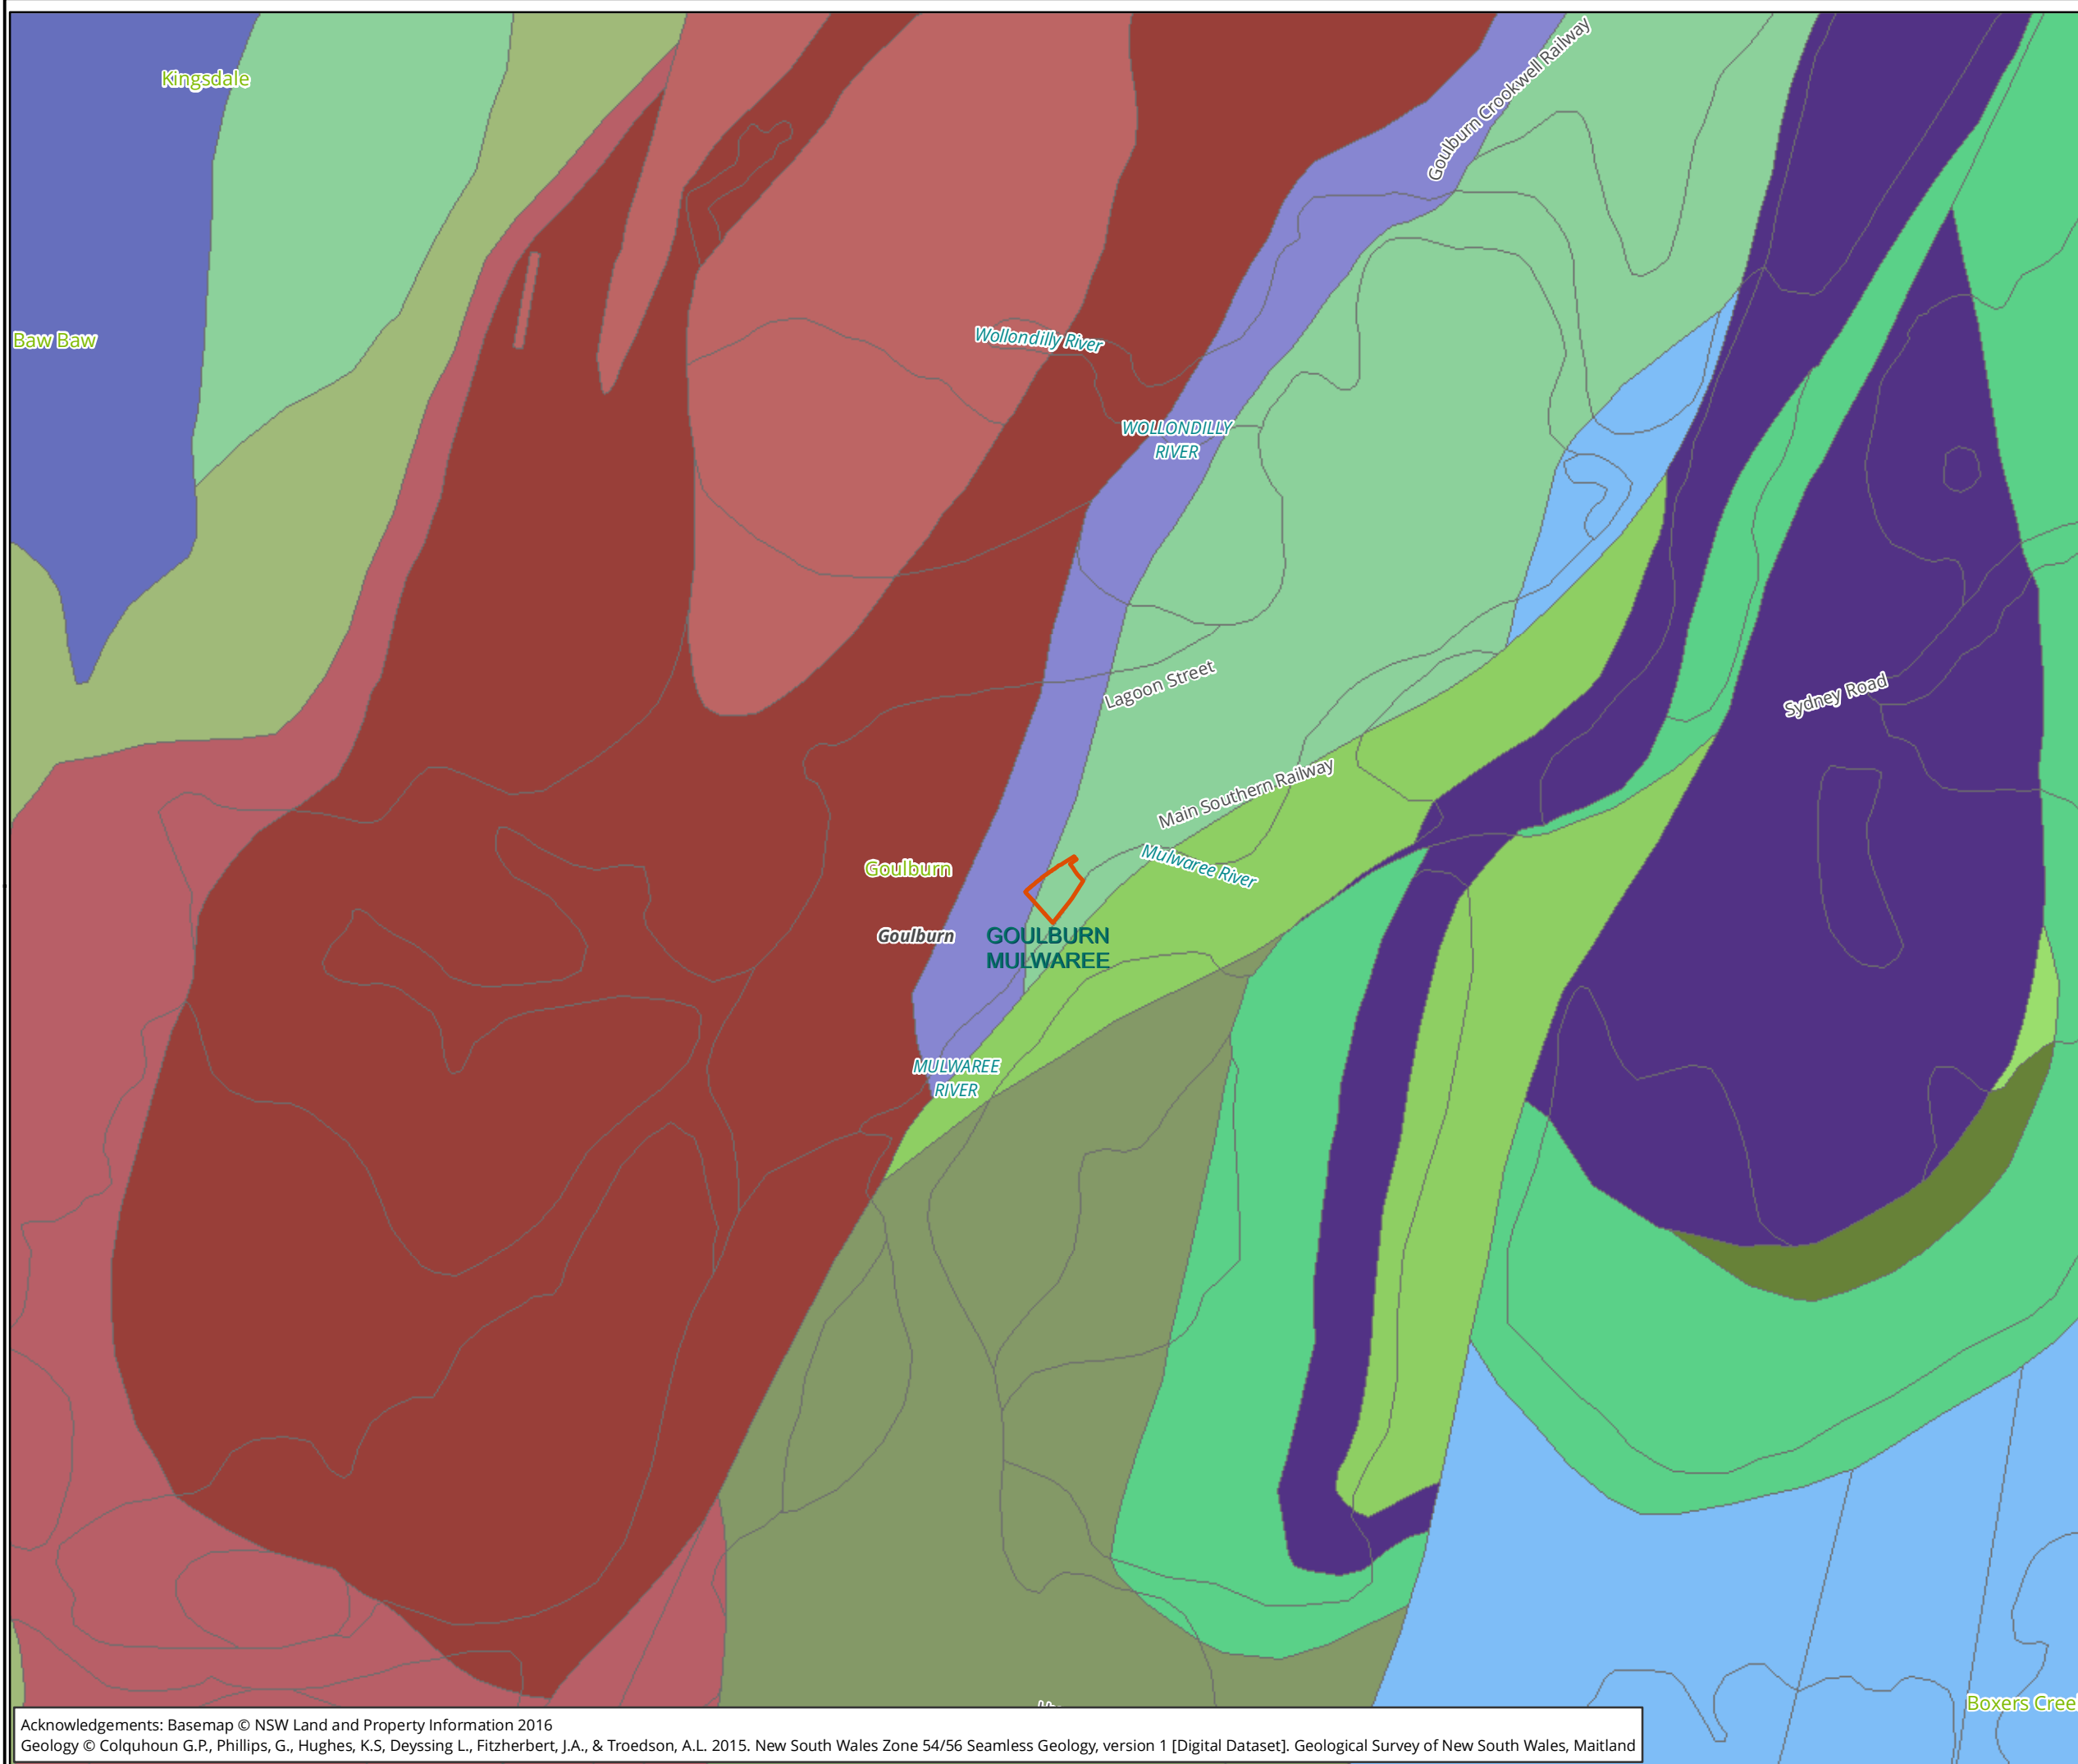 Kingsdale
Goulburn Crookwell Railway
Baw Baw
Wollondilly River
WOLLONDILLY
RIVER
Lagoon Street
Sydney Road
Main Southern Railway
Mulwaree River
Goulburn
Goulburn
GOULBURN
MULWAREE
MULWAREE
RIVER
Boxers Cree
Acknowledgements: Basemap © NSW Land and Property Information 2016
Geology © Colquhoun G.P., Phillips, G., Hughes, K.S, Deyssing L., Fitzherbert, J.A., & Troedson, A.L. 2015. New South Wales Zone 54/56 Seamless Geology, version 1 [Digital Dataset]. Geological Survey of New South Wales, Maitland